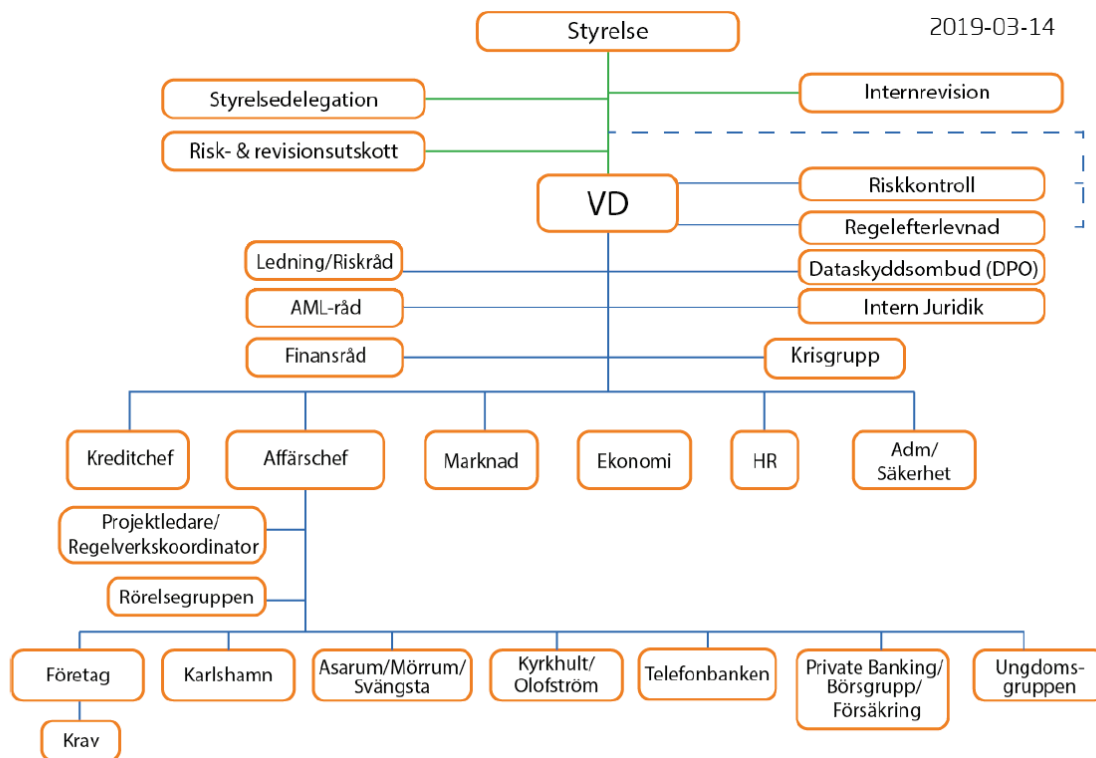 Styrelse
2019-03-14
Styrelsedelegation
Internrevision
Risk- & revisionsutskott
VD
Riskkontroll
Regelefterlevnad
Ledning/Riskråd
Dataskyddsombud (DPO)
AML-råd
Intern Juridik
Finansråd
Krisgrupp
Kreditchef
Affärschef
Marknad
Ekonomi
HR
Adm/
Säkerhet
Projektledare/
Regelverkskoordinator
Rörelsegruppen
Företag
Karlshamn
Asarum/Mörrum/
Svängsta
Kyrkhult/
Olofström
Telefonbanken
Private Banking/
Börsgrupp/
Försäkring
Ungdoms-
gruppen
Krav